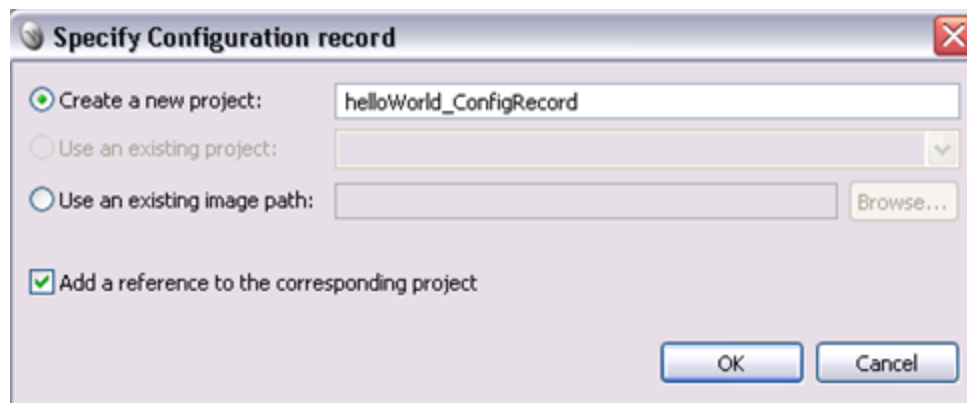 Specify Configuration record
Create a new project: helloWorld_ConfigRecord
Use an existing project:
Use an existing image path: Browse...
Add a reference to the corresponding project
OK Cancel